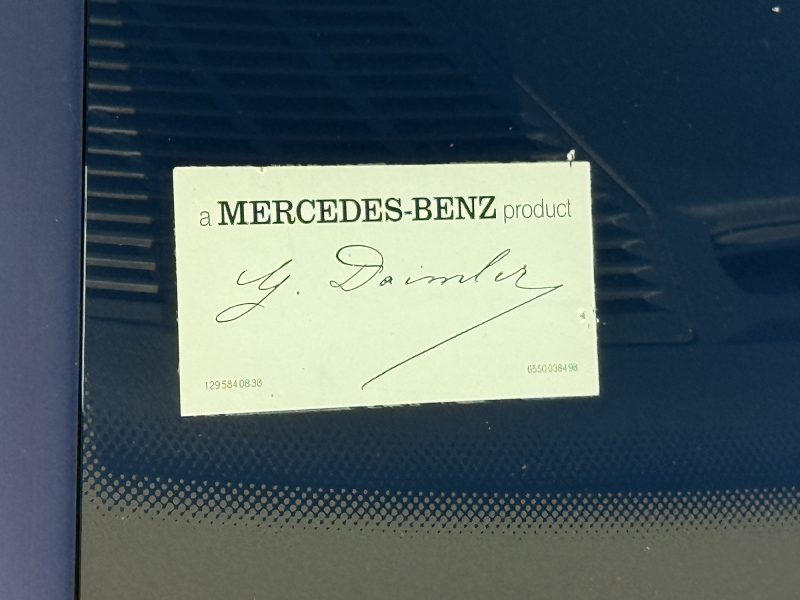 a MERCEDES-BENZ product
G. Daimler
1295840838
6550038498